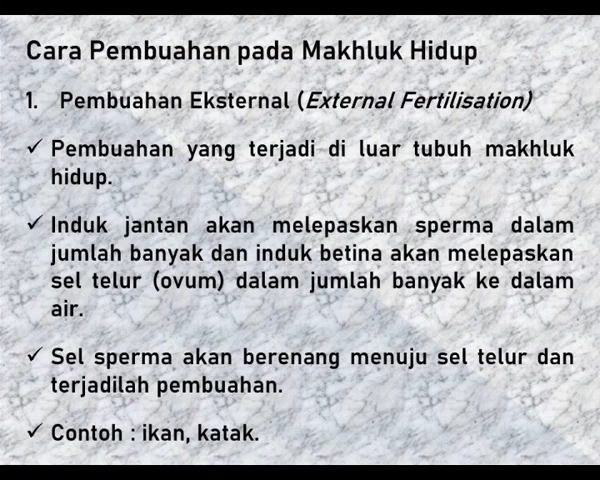 Cara Pembuahan pada Makhluk Hidup
1. Pembuahan Eksternal (External Fertilisation)
✓ Pembuahan yang terjadi di luar tubuh makhluk
hidup.
✓ Induk jantan akan melepaskan sperma dalam
jumlah banyak dan induk betina akan melepaskan
sel telur (ovum) dalam jumlah banyak ke dalam
air.
✓ Sel sperma akan berenang menuju sel telur dan
terjadilah pembuahan.
✓ Contoh : ikan, katak.